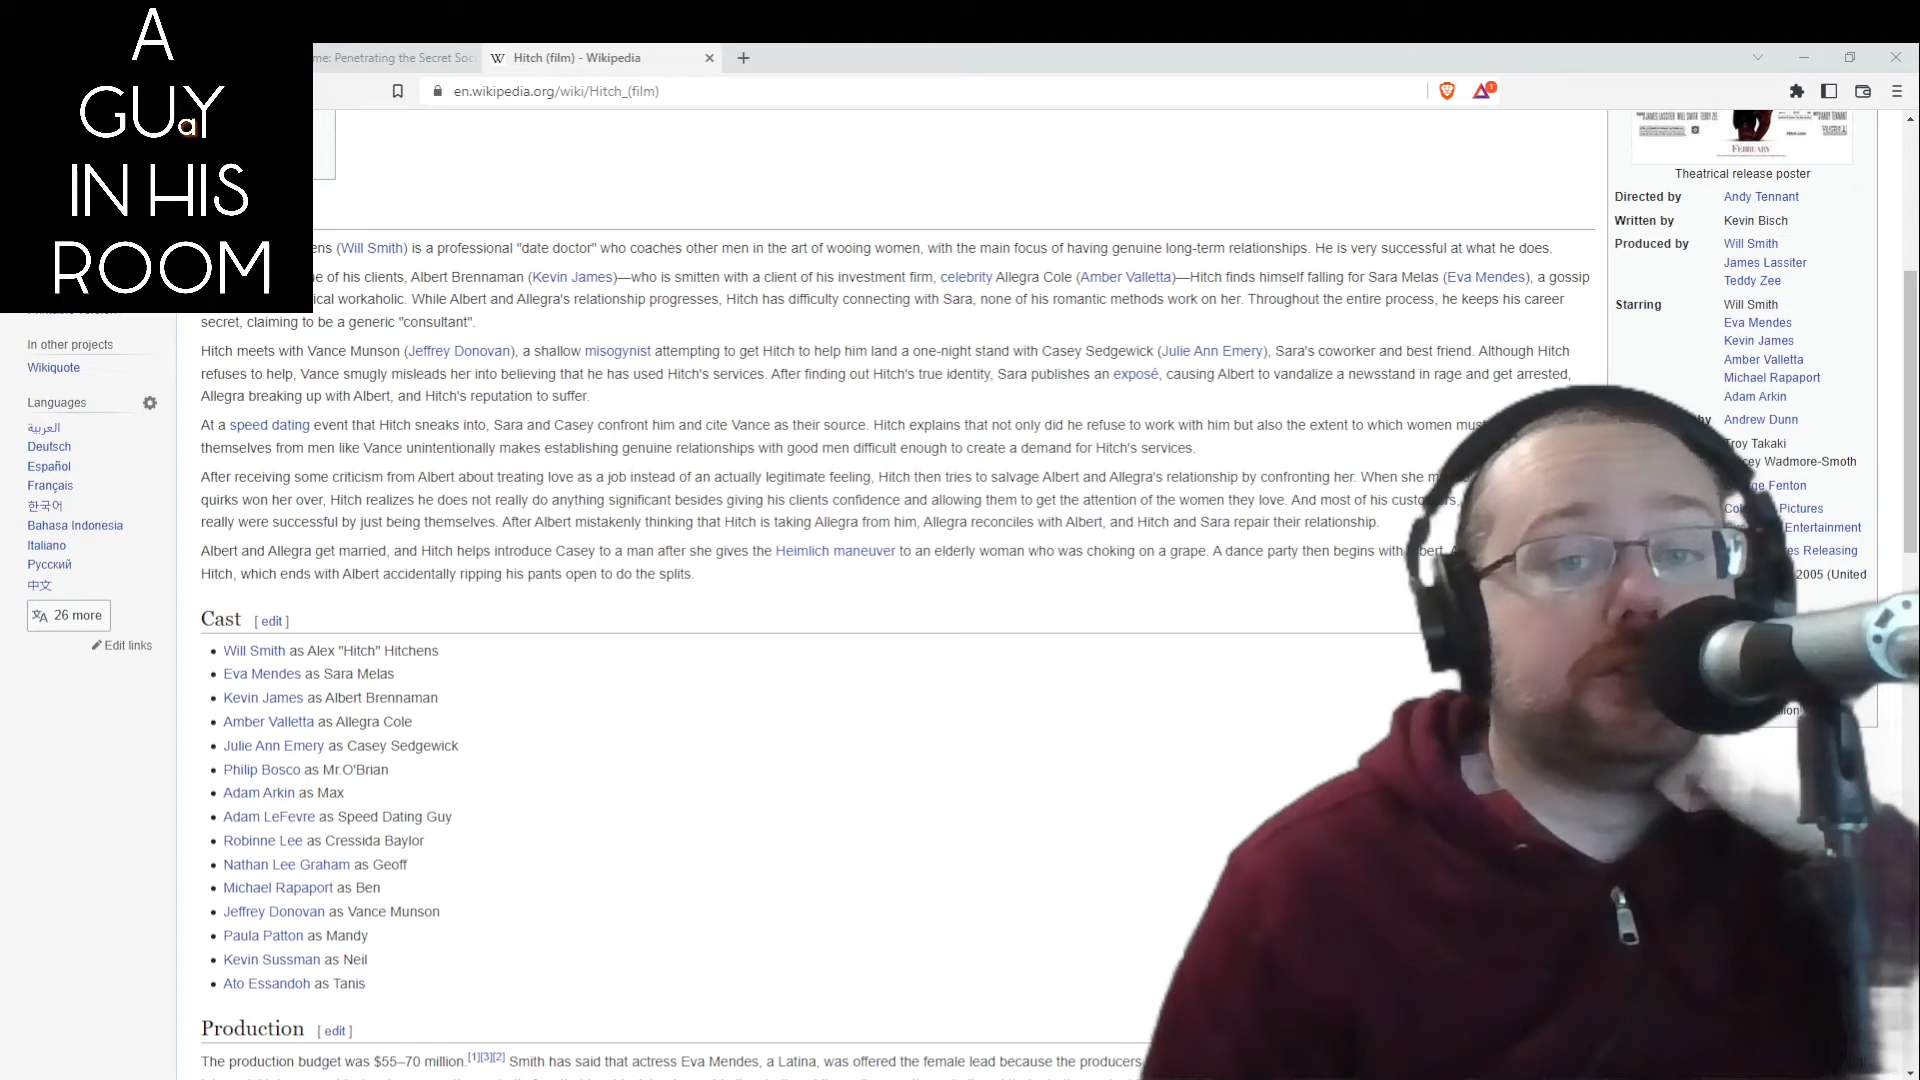 A
GUY
a
IN HIS
ROOM
me: Penetrating the Secret Soc
Hitch (film) - Wikipedia
en.wikipedia.org/wiki/Hitch_(film)
1
FEBRUARY
Theatrical release poster
Directed by Andy Tennant
Written by Kevin Bisch
Produced by Will Smith
James Lassiter
Teddy Zee
Starring Will Smith
Eva Mendes
Kevin James
Amber Valletta
Michael Rapaport
Adam Arkin
Andrew Dunn
Troy Takaki
Wadmore-Smoth
Fenton
Pictures
Entertainment
Releasing
2005 (United
ens (Will Smith) is a professional "date doctor" who coaches other men in the art of wooing women, with the main focus of having genuine long-term relationships. He is very successful at what he does.
ne of his clients, Albert Brennaman (Kevin James)—who is smitten with a client of his investment firm, celebrity Allegra Cole (Amber Valletta)—Hitch finds himself falling for Sara Melas (Eva Mendes), a gossip
ical workaholic. While Albert and Allegra's relationship progresses, Hitch has difficulty connecting with Sara, none of his romantic methods work on her. Throughout the entire process, he keeps his career
secret, claiming to be a generic "consultant".
Hitch meets with Vance Munson (Jeffrey Donovan), a shallow misogynist attempting to get Hitch to help him land a one-night stand with Casey Sedgewick (Julie Ann Emery), Sara's coworker and best friend. Although Hitch
refuses to help, Vance smugly misleads her into believing that he has used Hitch's services. After finding out Hitch's true identity, Sara publishes an exposé, causing Albert to vandalize a newsstand in rage and get arrested,
Allegra breaking up with Albert, and Hitch's reputation to suffer.
At a speed dating event that Hitch sneaks into, Sara and Casey confront him and cite Vance as their source. Hitch explains that not only did he refuse to work with him but also the extent to which women must
themselves from men like Vance unintentionally makes establishing genuine relationships with good men difficult enough to create a demand for Hitch's services.
After receiving some criticism from Albert about treating love as a job instead of an actually legitimate feeling, Hitch then tries to salvage Albert and Allegra's relationship by confronting her. When she m
quirks won her over, Hitch realizes he does not really do anything significant besides giving his clients confidence and allowing them to get the attention of the women they love. And most of his customers,
really were successful by just being themselves. After Albert mistakenly thinking that Hitch is taking Allegra from him, Allegra reconciles with Albert, and Hitch and Sara repair their relationship.
Albert and Allegra get married, and Hitch helps introduce Casey to a man after she gives the Heimlich maneuver to an elderly woman who was choking on a grape. A dance party then begins with Albert,
Hitch, which ends with Albert accidentally ripping his pants open to do the splits.
In other projects
Wikiquote
Languages
العربية
Deutsch
Español
Français
한국어
Bahasa Indonesia
Italiano
Русский
中文
26 more
Edit links
Cast [ edit ]
Will Smith as Alex "Hitch" Hitchens
Eva Mendes as Sara Melas
Kevin James as Albert Brennaman
Amber Valletta as Allegra Cole
Julie Ann Emery as Casey Sedgewick
Philip Bosco as Mr.O'Brian
Adam Arkin as Max
Adam LeFevre as Speed Dating Guy
Robinne Lee as Cressida Baylor
Nathan Lee Graham as Geoff
Michael Rapaport as Ben
Jeffrey Donovan as Vance Munson
Paula Patton as Mandy
Kevin Sussman as Neil
Ato Essandoh as Tanis
Production [ edit ]
The production budget was $55–70 million.[1][3][2] Smith has said that actress Eva Mendes, a Latina, was offered the female lead because the producers